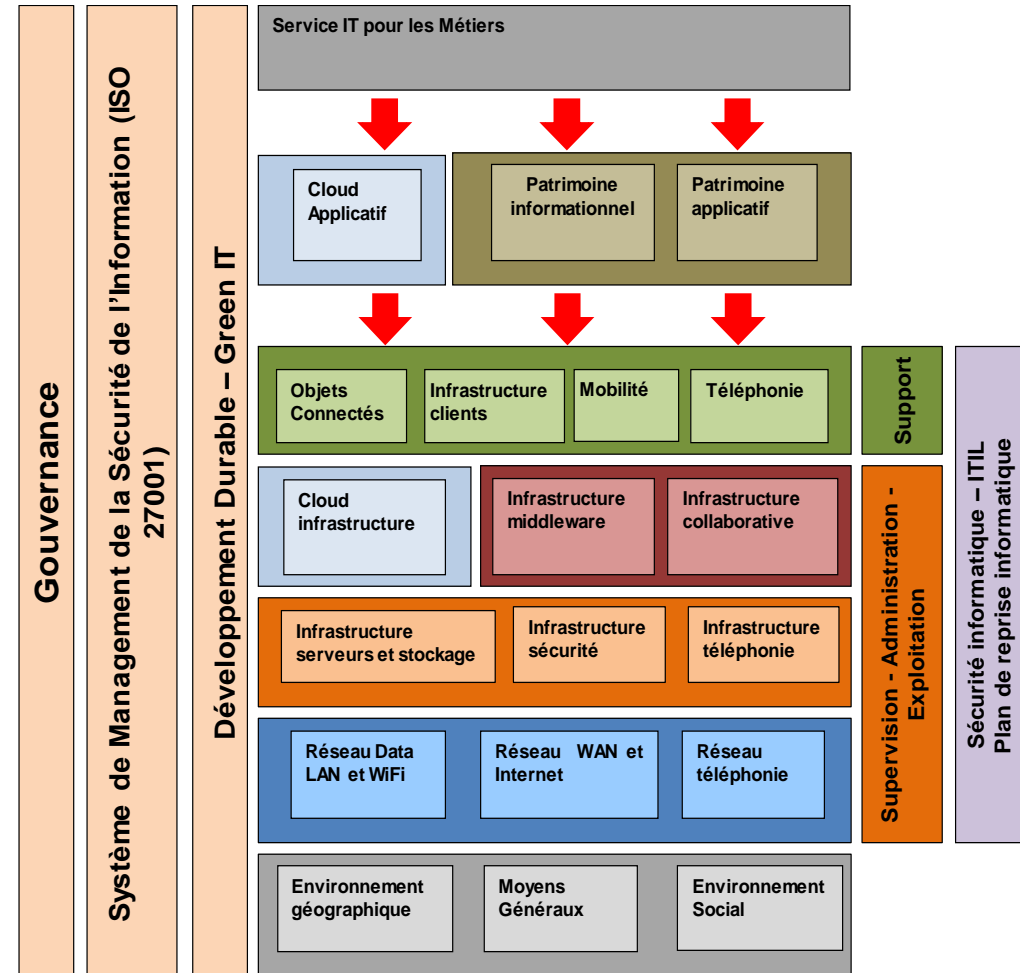 Gouvernance
Système de Management de la Sécurité de l'Information (ISO
27001)
Développement Durable – Green IT
Service IT pour les Métiers
Cloud
Applicatif
Patrimoine
informationnel
Patrimoine
applicatif
Objets
Connectés
Infrastructure
clients
Mobilité
Téléphonie
Support
Cloud
infrastructure
Infrastructure
middleware
Infrastructure
collaborative
Infrastructure
serveurs et stockage
Infrastructure
sécurité
Infrastructure
téléphonie
Réseau Data
LAN et WiFi
Réseau WAN et
Internet
Réseau
téléphonie
Supervision - Administration -
Exploitation
Sécurité informatique – ITIL
Plan de reprise informatique
Environnement
géographique
Moyens
Généraux
Environnement
Social